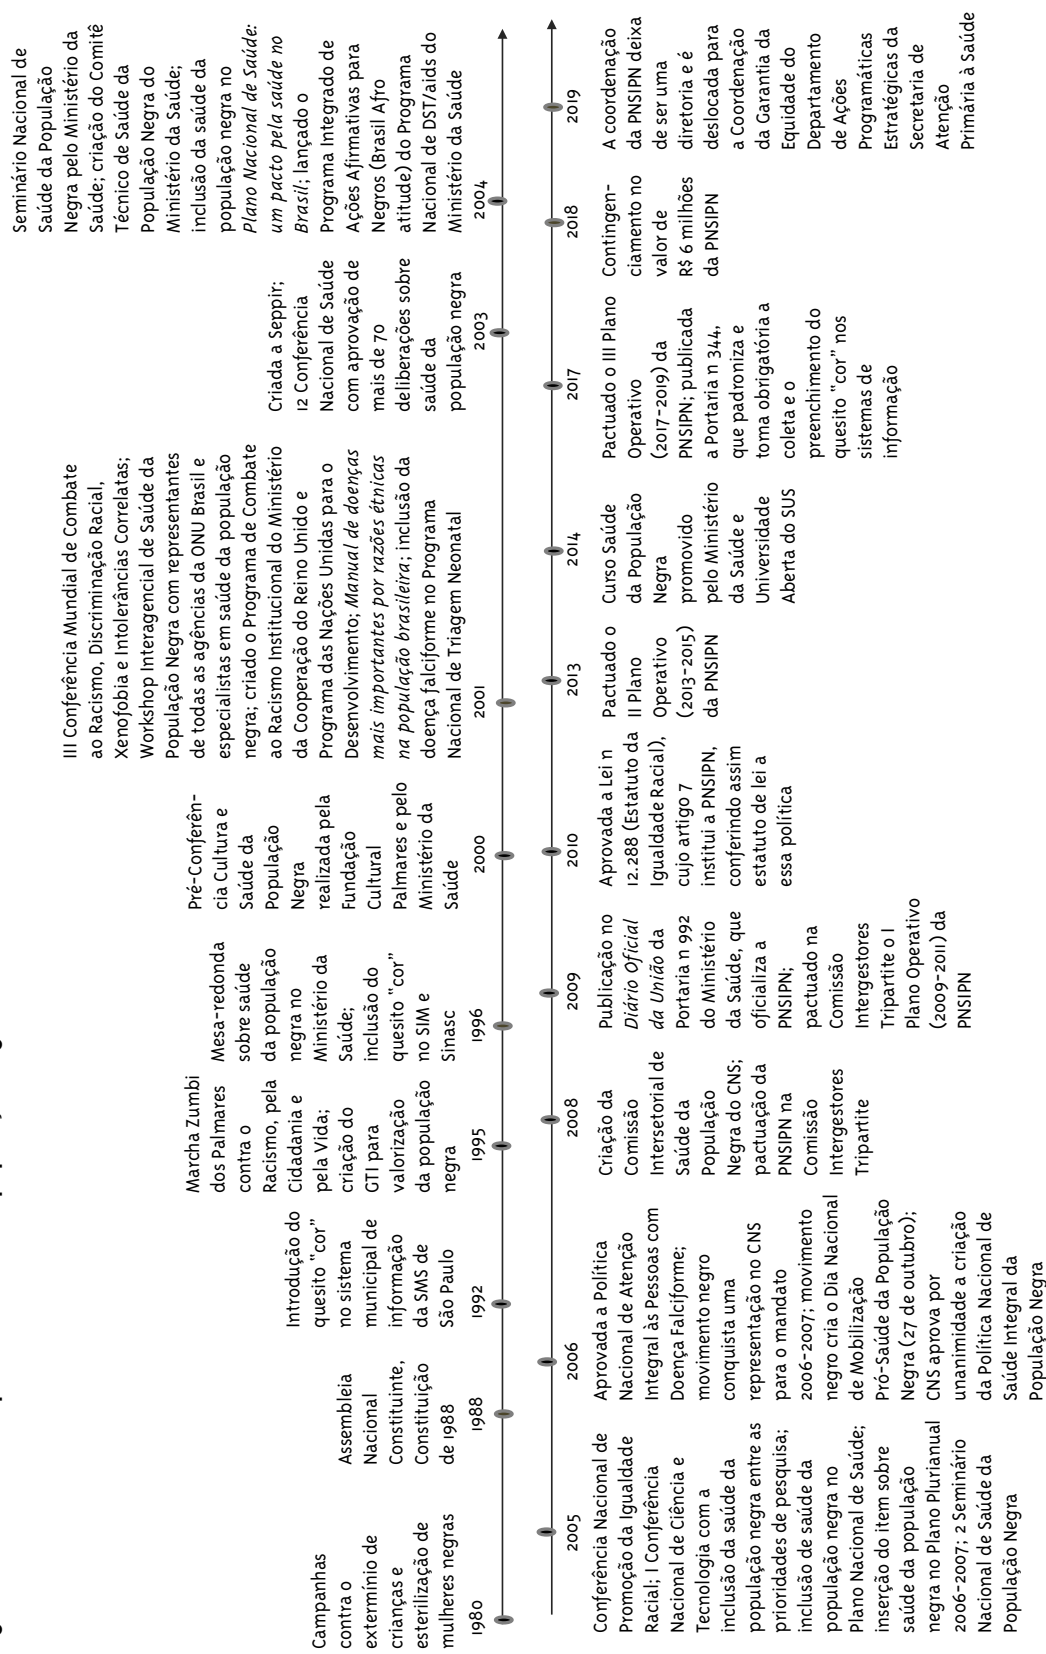 Campanhas
contra o
extermínio de
crianças e
esterilização de
mulheres negras
1980
Assembleia
Nacional
Constituinte,
Constituição
de 1988
1988
Introdução do
quesito "cor"
no sistema
municipal de
informação
da SMS de
São Paulo
1992
Marcha Zumbi
dos Palmares
contra o
Racismo, pela
Cidadania e
pela Vida;
criação do
GTI para
valorização
da população
negra
1995
Mesa-redonda
sobre saúde
da população
negra no
Ministério da
Saúde;
inclusão do
quesito "cor"
no SIM e
Sinasc
1996
Pré-Conferên-
cia Cultura e
Saúde da
População
Negra
realizada pela
Fundação
Cultural
Palmares e pelo
Ministério da
Saúde
2000
III Conferência Mundial de Combate
ao Racismo, Discriminação Racial,
Xenofobia e Intolerâncias Correlatas;
Workshop Interagencial de Saúde da
População Negra com representantes
de todas as agências da ONU Brasil e
especialistas em saúde da população
negra; criado o Programa de Combate
ao Racismo Institucional do Ministério
da Cooperação do Reino Unido e
Programa das Nações Unidas para o
Desenvolvimento; Manual de doenças
mais importantes por razões étnicas
na população brasileira; inclusão da
doença falciforme no Programa
Nacional de Triagem Neonatal
2001
Criada a Seppir;
12 Conferência
Nacional de Saúde
com aprovação de
mais de 70
deliberações sobre
saúde da
população negra
2003
Seminário Nacional de
Saúde da População
Negra pelo Ministério da
Saúde; criação do Comitê
Técnico de Saúde da
População Negra do
Ministério da Saúde;
inclusão da saúde da
população negra no
Plano Nacional de Saúde:
um pacto pela saúde no
Brasil; lançado o
Programa Integrado de
Ações Afirmativas para
Negros (Brasil Afro
atitude) do Programa
Nacional de DST/aids do
Ministério da Saúde
2004
2005
Conferência Nacional de
Promoção da Igualdade
Racial; I Conferência
Nacional de Ciência e
Tecnologia com a
inclusão da saúde da
população negra entre as
prioridades de pesquisa;
inclusão de saúde da
população negra no
Plano Nacional de Saúde;
inserção do item sobre
saúde da população
negra no Plano Plurianual
2006-2007; 2 Seminário
Nacional de Saúde da
População Negra
2006
Aprovada a Política
Nacional de Atenção
Integral às Pessoas com
Doença Falciforme;
movimento negro
conquista uma
representação no CNS
para o mandato
2006-2007; movimento
negro cria o Dia Nacional
de Mobilização
Pró-Saúde da População
Negra (27 de outubro);
CNS aprova por
unanimidade a criação
da Política Nacional de
Saúde Integral da
População Negra
2008
Criação da
Comissão
Intersetorial de
Saúde da
População
Negra do CNS;
pactuação da
PNSIPN na
Comissão
Intergestores
Tripartite
2009
Publicação no
Diário Oficial
da União da
Portaria n 992
do Ministério
da Saúde, que
oficializa a
PNSIPN;
pactuado na
Comissão
Intergestores
Tripartite o I
Plano Operativo
(2009-2011) da
PNSIPN
2010
Aprovada a Lei n
12.288 (Estatuto da
Igualdade Racial),
cujo artigo 7
institui a PNSIPN,
conferindo assim
estatuto de lei a
essa política
2013
Pactuado o
II Plano
Operativo
(2013-2015)
da PNSIPN
2014
Curso Saúde
da População
Negra
promovido
pelo Ministério
da Saúde e
Universidade
Aberta do SUS
2017
Pactuado o III Plano
Operativo
(2017-2019) da
PNSIPN; publicada
a Portaria n 344,
que padroniza e
torna obrigatória a
coleta e o
preenchimento do
quesito "cor" nos
sistemas de
informação
2018
Contingen-
ciamento no
valor de
R$ 6 milhões
da PNSIPN
2019
A coordenação
da PNSIPN deixa
de ser uma
diretoria e é
deslocada para
a Coordenação
da Garantia da
Equidade do
Departamento
de Ações
Programáticas
Estratégicas da
Secretaria de
Atenção
Primária à Saúde